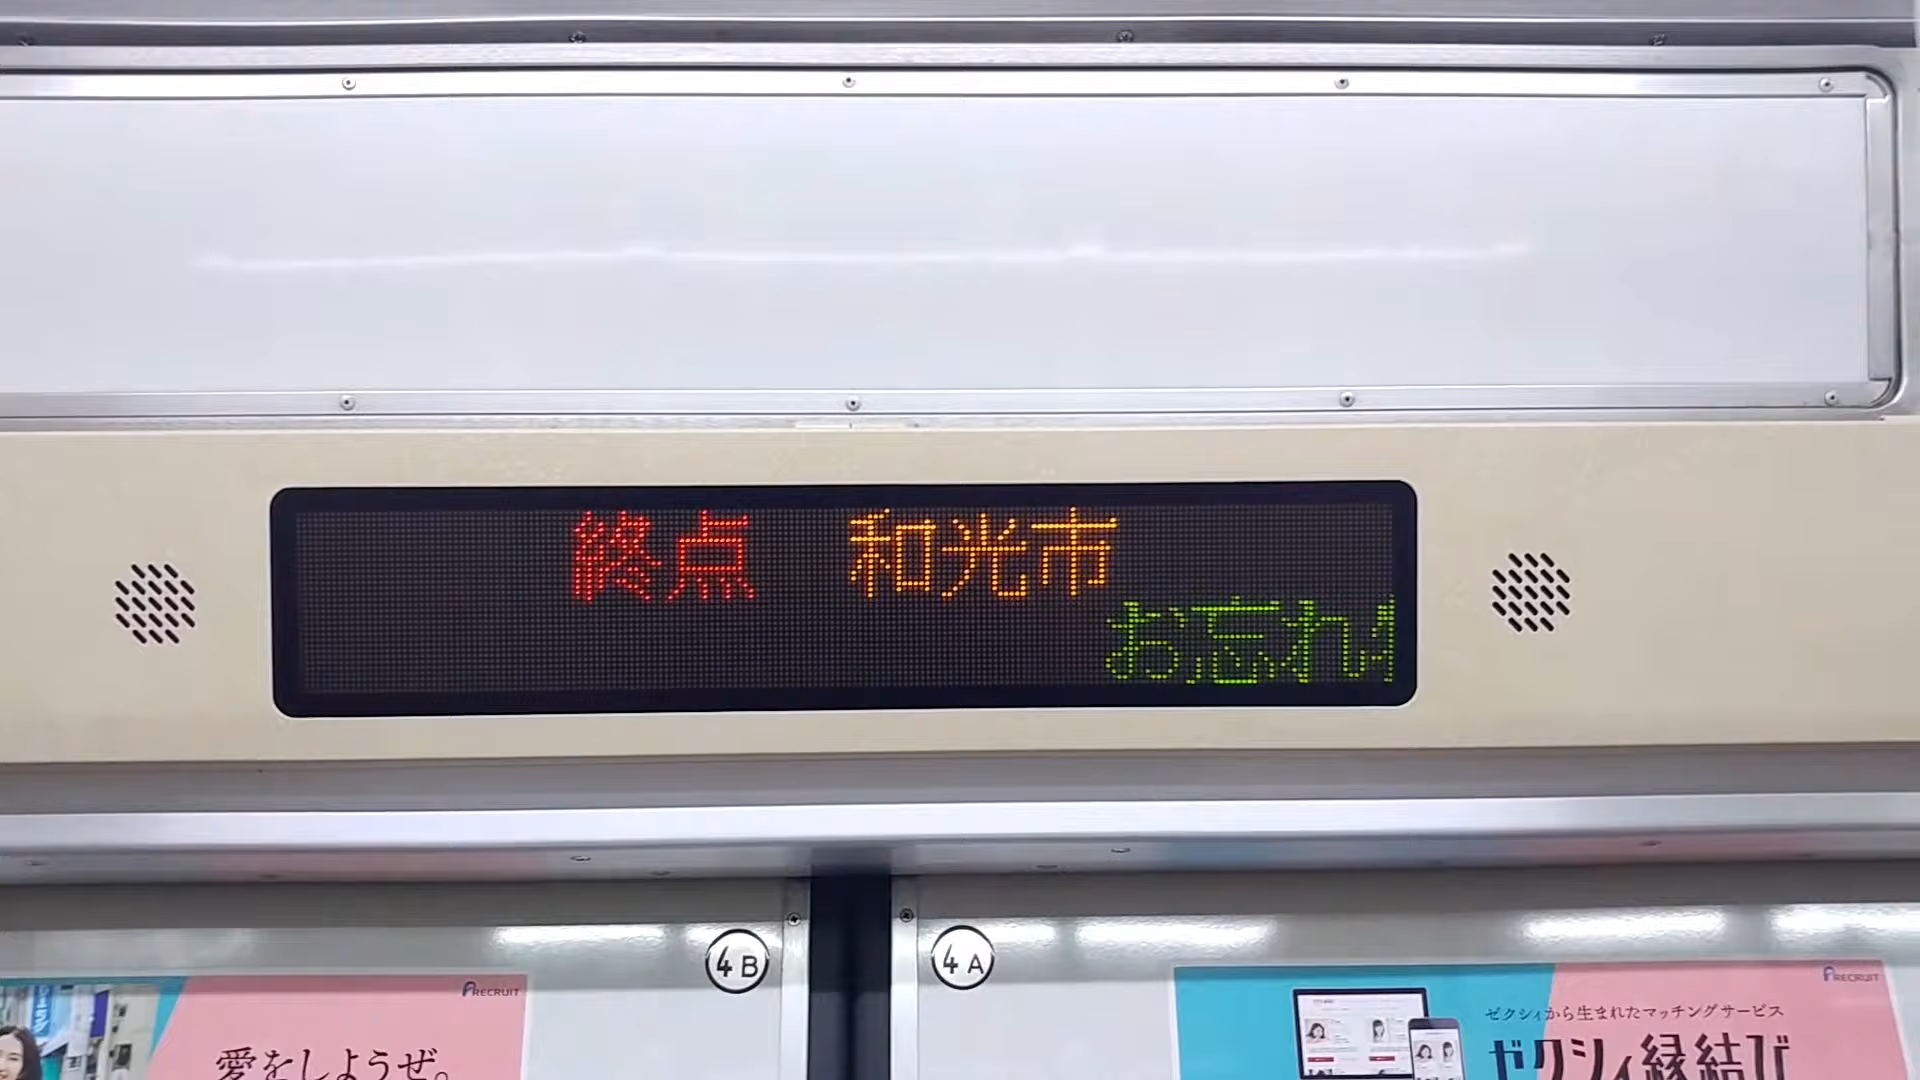 終点 和光市
お忘れ
4B
4A
RECRUIT
愛をしようぜ。
RECRUIT
ゼクシィから生まれたマッチングサービス
ゼクシィ縁結び